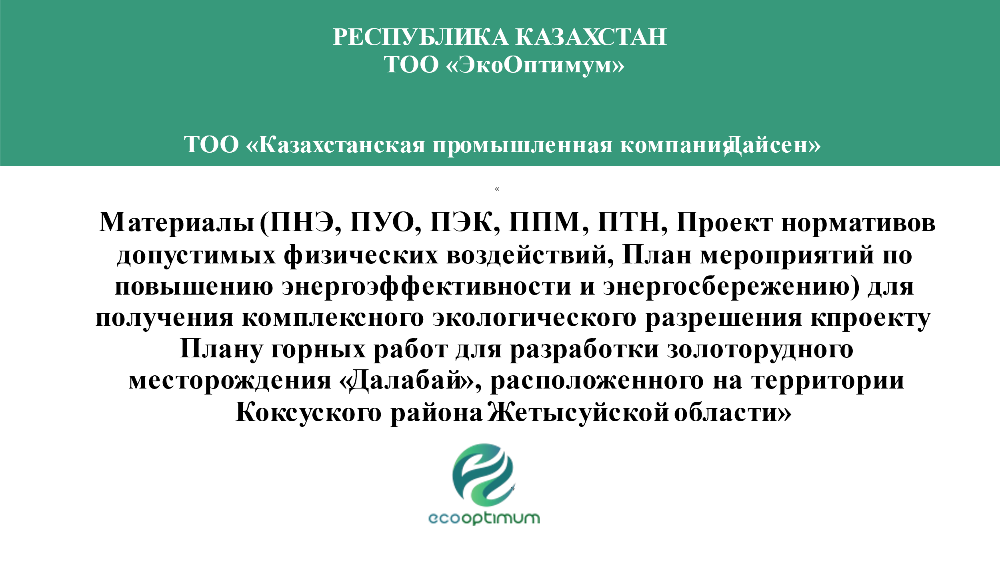 РЕСПУБЛИКА КАЗАХСТАН
ТОО «ЭкоОптимум»
ТОО «Казахстанская промышленная компания Дайсен»
«
Материалы (ПНЭ, ПУО, ПЭК, ППМ, ПТН, Проект нормативов
допустимых физических воздействий, План мероприятий по
повышению энергоэффективности и энергосбережению) для
получения комплексного экологического разрешения кпроекту
Плану горных работ для разработки золоторудного
месторождения «Далабай», расположенного на территории
Коксуского района Жетысуйской области»
»
ecooptimum